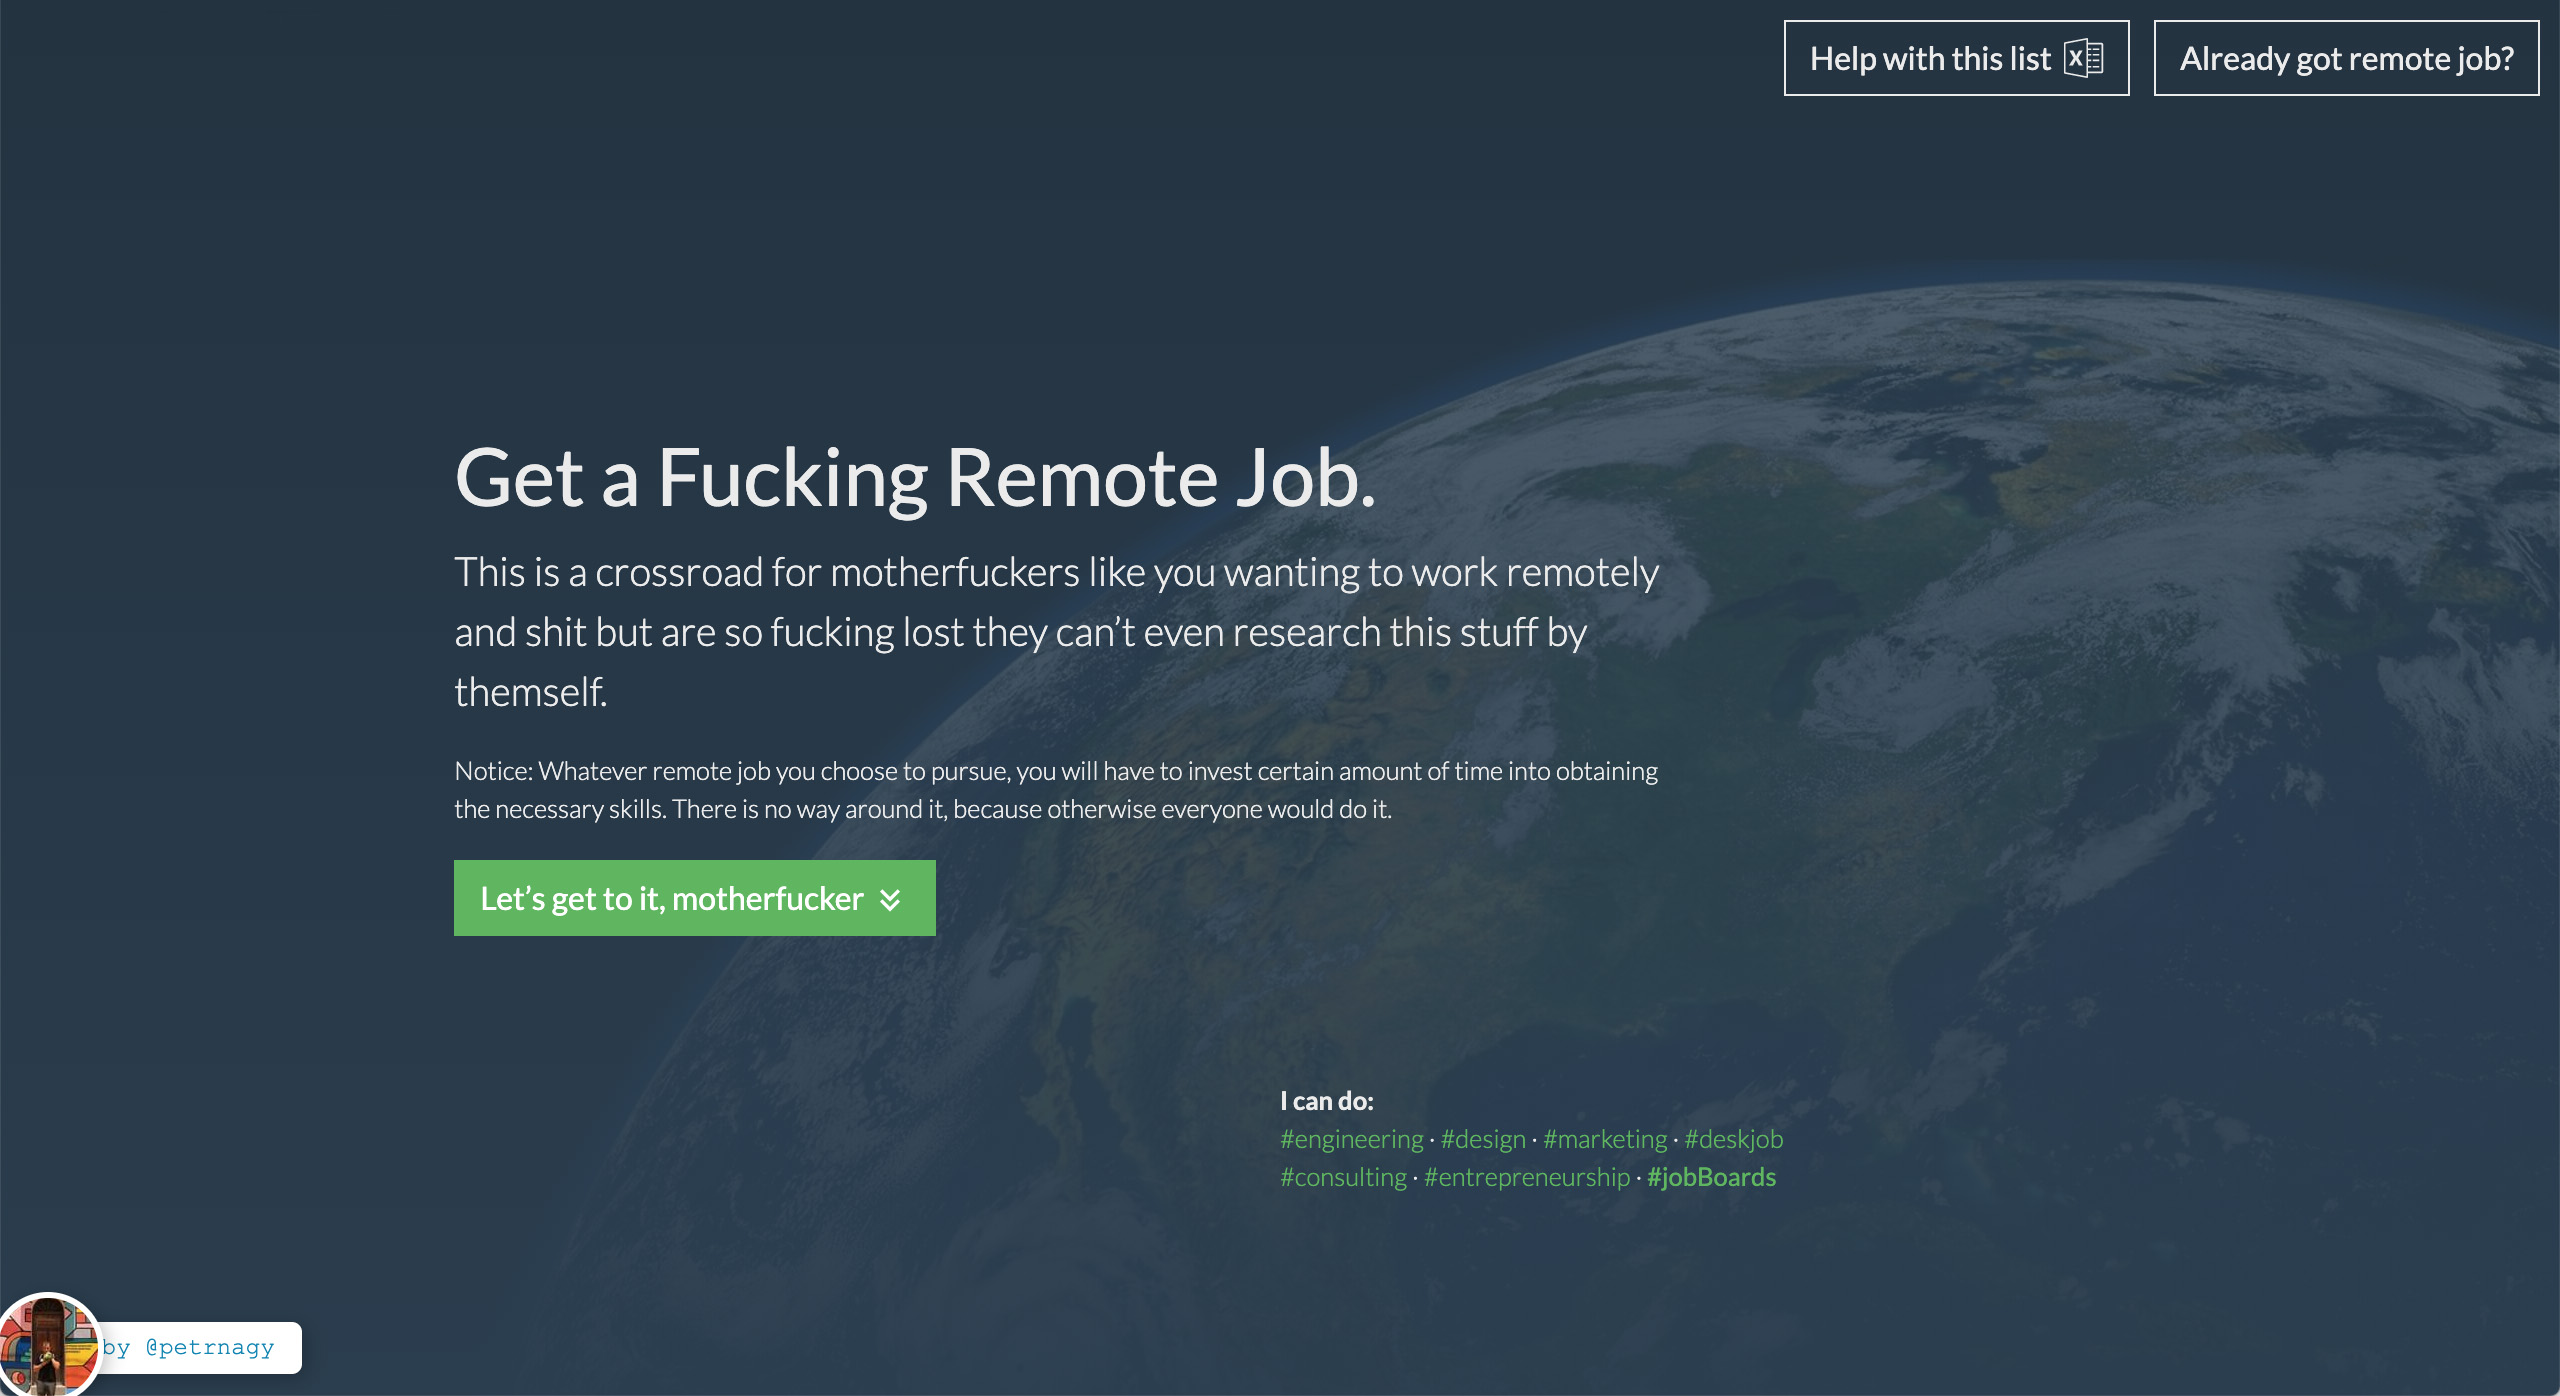 Help with this list
Already got remote job?
Get a Fucking Remote Job.
This is a crossroad for motherfuckers like you wanting to work remotely
and shit but are so fucking lost they can’t even research this stuff by
themself.
Notice: Whatever remote job you choose to pursue, you will have to invest certain amount of time into obtaining
the necessary skills. There is no way around it, because otherwise everyone would do it.
Let’s get to it, motherfucker
I can do:
#engineering · #design · #marketing · #deskjob
#consulting · #entrepreneurship · #jobBoards
by @petrnagy